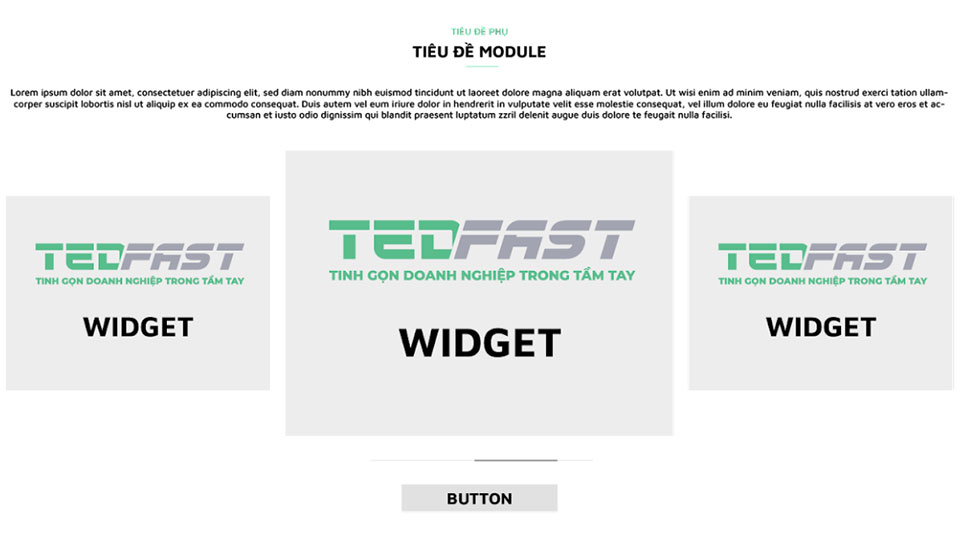 TIÊU ĐỀ PHỤ
TIÊU ĐỀ MODULE
Lorem ipsum dolor sit amet, consectetuer adipiscing elit, sed diam nonummy nibh euismod tincidunt ut laoreet dolore magna aliquam erat volutpat. Ut wisi enim ad minim veniam, quis nostrud exerci tation ullam-
corper suscipit lobortis nisl ut aliquip ex ea commodo consequat. Duis autem vel eum iriure dolor in hendrerit in vulputate velit esse molestie consequat, vel illum dolore eu feugiat nulla facilisis at vero eros et ac-
cumsan et iusto odio dignissim qui blandit praesent luptatum zzril delenit augue duis dolore te feugait nulla facilisi.
TEDFAST
TINH GỌN DOANH NGHIỆP TRONG TẦM TAY
WIDGET
TEDFAST
TINH GỌN DOANH NGHIỆP TRONG TẦM TAY
WIDGET
TEDFAST
TINH GỌN DOANH NGHIỆP TRONG TẦM TAY
WIDGET
BUTTON